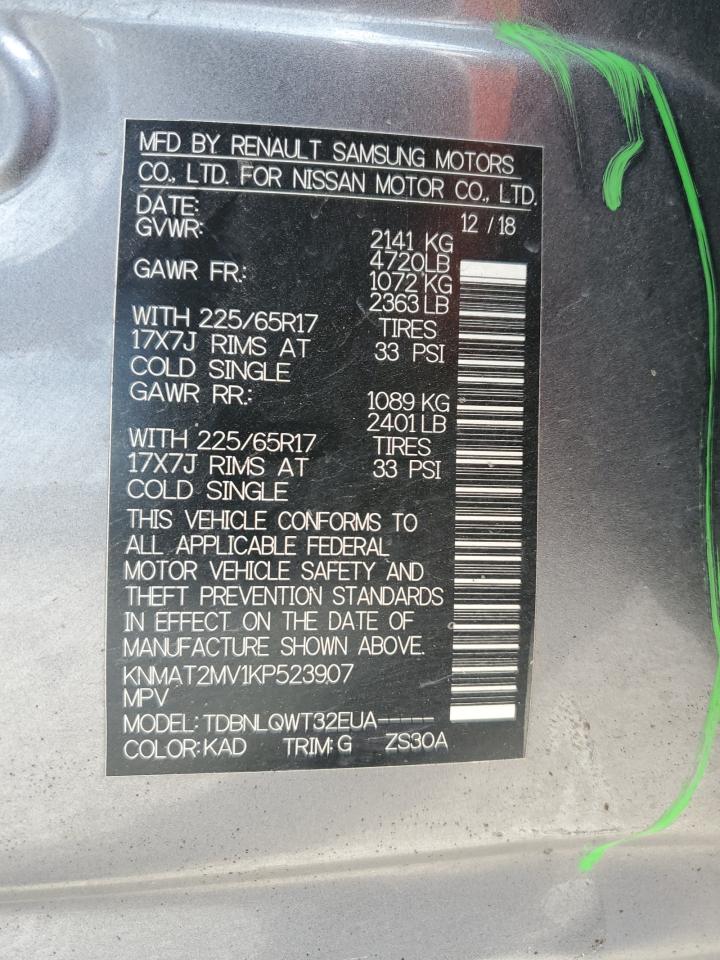 MFD BY RENAULT SAMSUNG MOTORS
CO., LTD. FOR NISSAN MOTOR CO., LTD.
DATE: 12 / 18
GVWR: 2141 KG
4720LB
GAWR FR.: 1072 KG
2363 LB
WITH 225/65R17 TIRES
17X7J RIMS AT 33 PSI
COLD SINGLE
GAWR RR.: 1089 KG
2401 LB
WITH 225/65R17 TIRES
17X7J RIMS AT 33 PSI
COLD SINGLE
THIS VEHICLE CONFORMS TO
ALL APPLICABLE FEDERAL
MOTOR VEHICLE SAFETY AND
THEFT PREVENTION STANDARDS
IN EFFECT ON THE DATE OF
MANUFACTURE SHOWN ABOVE.
KNMAT2MV1KP523907
MPV
MODEL: TDBNLQWT32EUA-----
COLOR: KAD TRIM: G ZS30A